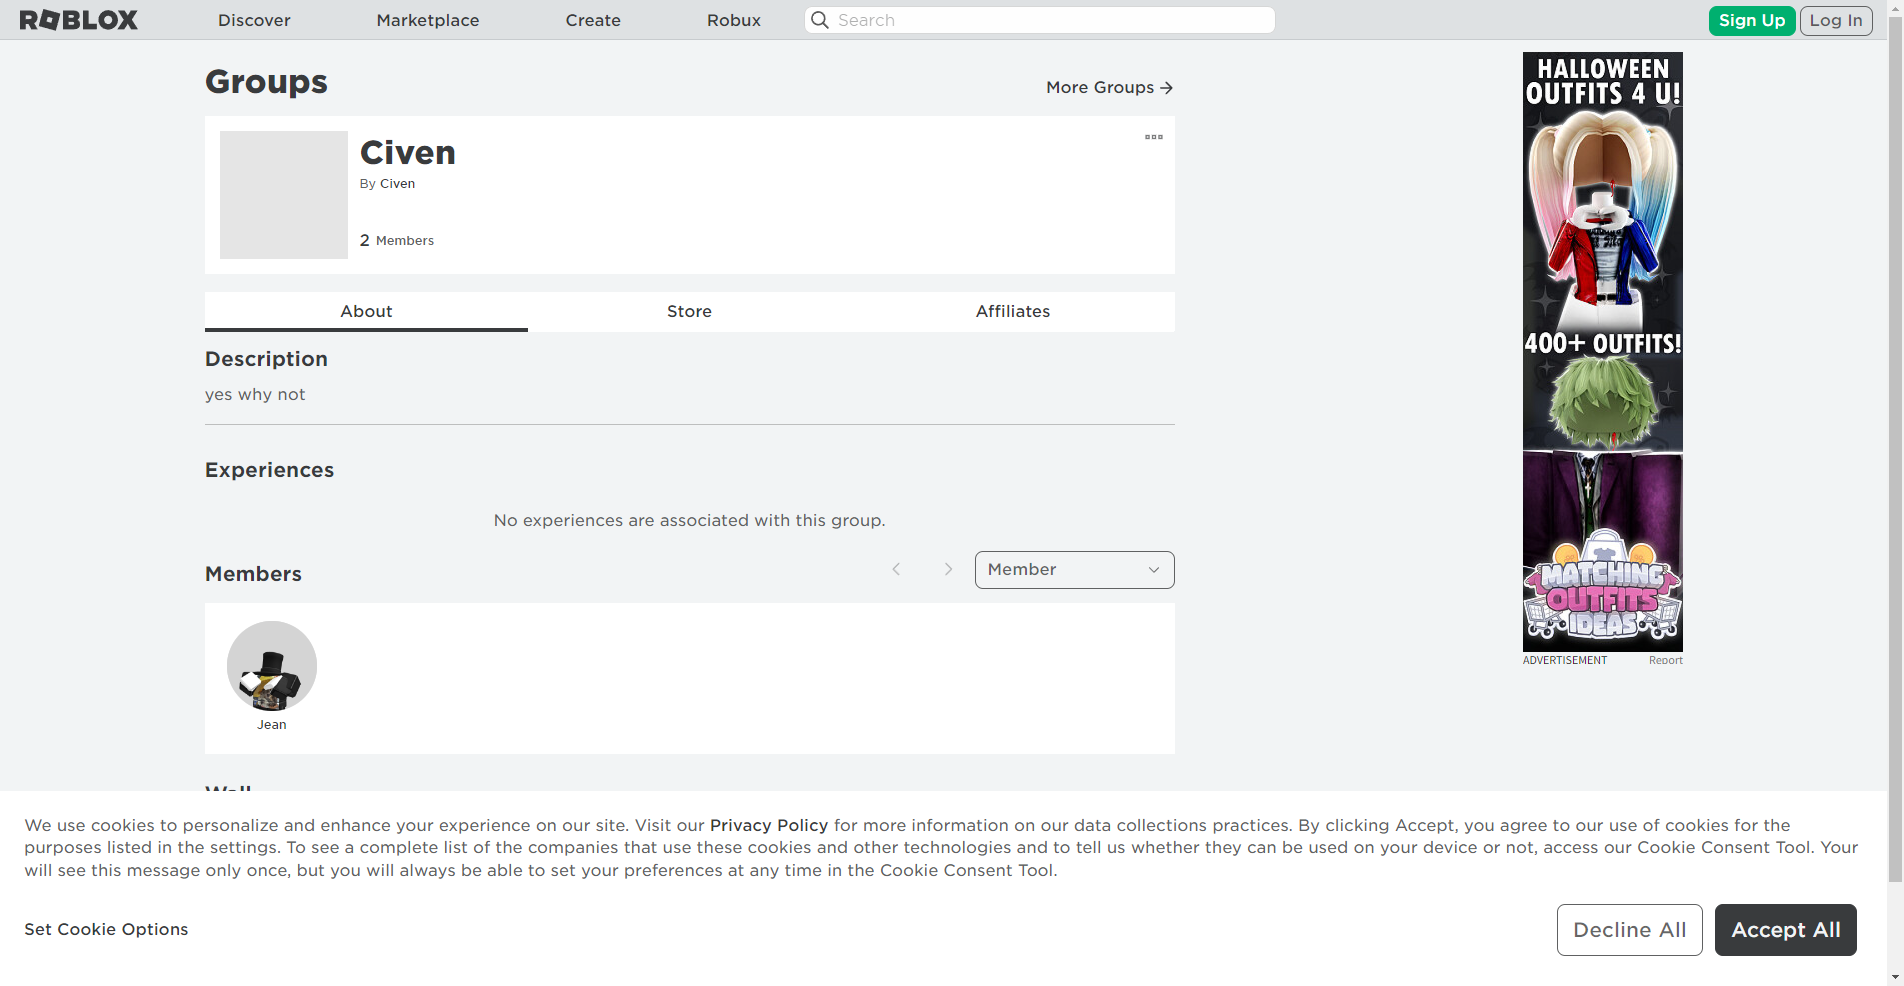 ROBLOX
Discover
Marketplace
Create
Robux
Search
Sign Up
Log In
Groups
More Groups
Civen
By Civen
2 Members
About
Store
Affiliates
Description
yes why not
Experiences
No experiences are associated with this group.
Members
Member
Jean
HALLOWEEN
OUTFITS 4 U!
400+ OUTFITS!
MATCHING
OUTFITS
IDEAS
ADVERTISEMENT
Report
We use cookies to personalize and enhance your experience on our site. Visit our Privacy Policy for more information on our data collections practices. By clicking Accept, you agree to our use of cookies for the
purposes listed in the settings. To see a complete list of the companies that use these cookies and other technologies and to tell us whether they can be used on your device or not, access our Cookie Consent Tool. Your
will see this message only once, but you will always be able to set your preferences at any time in the Cookie Consent Tool.
Set Cookie Options
Decline All
Accept All